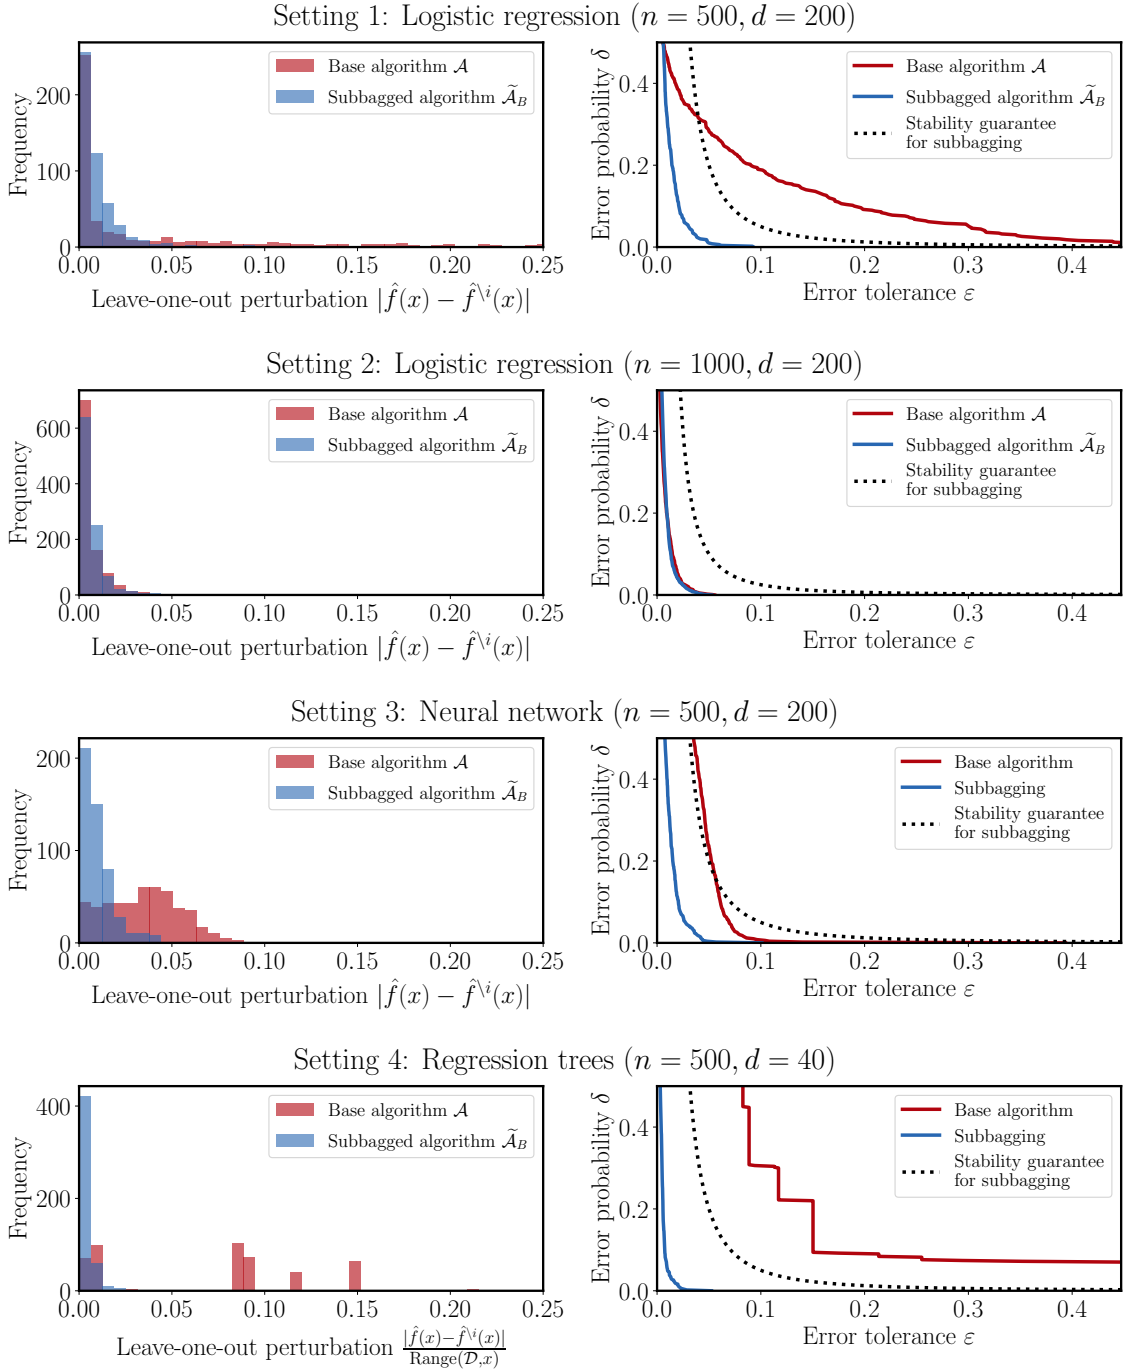 Setting 1: Logistic regression (n = 500, d = 200)
Frequency
200
100
0
0.00 0.05 0.10 0.15 0.20 0.25
Leave-one-out perturbation |f̂(x) − f̂\i(x)|
Base algorithm 𝒜
Subbagged algorithm 𝒜̃_B
Error probability δ
0.4
0.2
0.0
0.0 0.1 0.2 0.3 0.4
Error tolerance ε
Base algorithm 𝒜
Subbagged algorithm 𝒜̃_B
Stability guarantee
for subbagging
Setting 2: Logistic regression (n = 1000, d = 200)
Frequency
600
400
200
0
0.00 0.05 0.10 0.15 0.20 0.25
Leave-one-out perturbation |f̂(x) − f̂\i(x)|
Base algorithm 𝒜
Subbagged algorithm 𝒜̃_B
Error probability δ
0.4
0.2
0.0
0.0 0.1 0.2 0.3 0.4
Error tolerance ε
Base algorithm 𝒜
Subbagged algorithm 𝒜̃_B
Stability guarantee
for subbagging
Setting 3: Neural network (n = 500, d = 200)
Frequency
200
100
0
0.00 0.05 0.10 0.15 0.20 0.25
Leave-one-out perturbation |f̂(x) − f̂\i(x)|
Base algorithm 𝒜
Subbagged algorithm 𝒜̃_B
Error probability δ
0.4
0.2
0.0
0.0 0.1 0.2 0.3 0.4
Error tolerance ε
Base algorithm
Subbagging
Stability guarantee
for subbagging
Setting 4: Regression trees (n = 500, d = 40)
Frequency
400
200
0
0.00 0.05 0.10 0.15 0.20 0.25
Leave-one-out perturbation |f̂(x)−f̂\i(x)| / Range(𝒟,x)
Base algorithm 𝒜
Subbagged algorithm 𝒜̃_B
Error probability δ
0.4
0.2
0.0
0.0 0.1 0.2 0.3 0.4
Error tolerance ε
Base algorithm
Subbagging
Stability guarantee
for subbagging